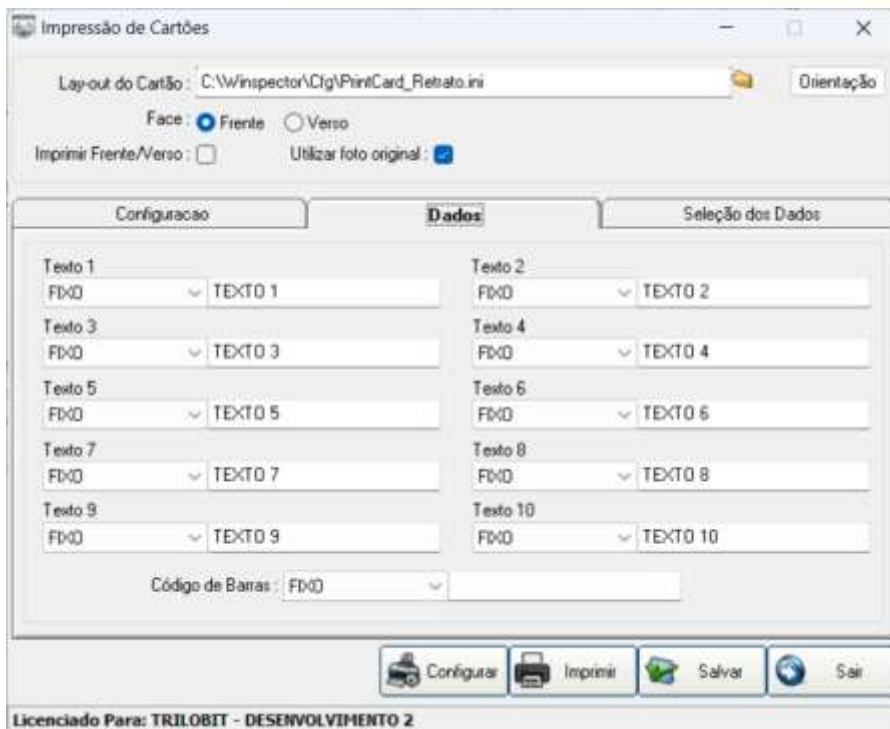 Impressão de Cartões
Lay-out do Cartão : C:\Winspector\Cfg\PrintCard_Retrato.ini Orientação
Face : Frente Verso
Imprimir Frente/Verso : Utilizar foto original :
Configuracao Dados Seleção dos Dados
Texto 1 Texto 2
FIXO TEXTO 1 FIXO TEXTO 2
Texto 3 Texto 4
FIXO TEXTO 3 FIXO TEXTO 4
Texto 5 Texto 6
FIXO TEXTO 5 FIXO TEXTO 6
Texto 7 Texto 8
FIXO TEXTO 7 FIXO TEXTO 8
Texto 9 Texto 10
FIXO TEXTO 9 FIXO TEXTO 10
Código de Barras : FIXO
Configurar Imprimir Salvar Sair
Licenciado Para: TRILOBIT - DESENVOLVIMENTO 2